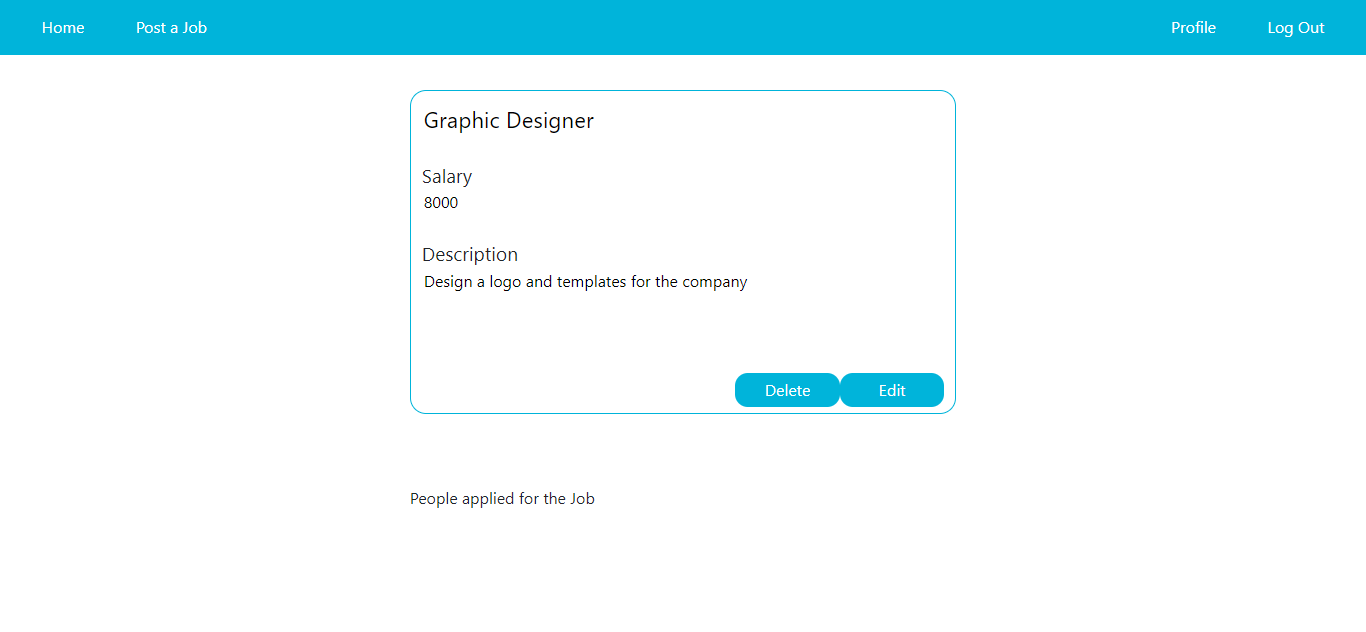 Home Post a Job Profile Log Out
Graphic Designer
Salary
8000
Description
Design a logo and templates for the company
Delete Edit
People applied for the Job